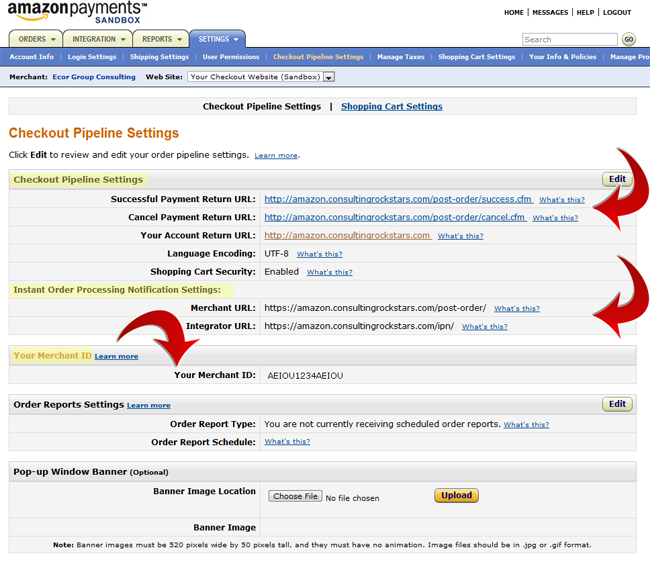 amazonpayments™
SANDBOX
HOME | MESSAGES | HELP | LOGOUT
ORDERS INTEGRATION REPORTS SETTINGS Search GO
Account Info | Login Settings | Shipping Settings | User Permissions | Checkout Pipeline Settings | Manage Taxes | Shopping Cart Settings | Your Info & Policies | Manage Pro
Merchant: Ecor Group Consulting Web Site: Your Checkout Website (Sandbox)
Checkout Pipeline Settings | Shopping Cart Settings
Checkout Pipeline Settings
Click Edit to review and edit your order pipeline settings. Learn more.
Checkout Pipeline Settings Edit
Successful Payment Return URL: http://amazon.consultingrockstars.com/post-order/success.cfm What's this?
Cancel Payment Return URL: http://amazon.consultingrockstars.com/post-order/cancel.cfm What's this?
Your Account Return URL: http://amazon.consultingrockstars.com What's this?
Language Encoding: UTF-8 What's this?
Shopping Cart Security: Enabled What's this?
Instant Order Processing Notification Settings:
Merchant URL: https://amazon.consultingrockstars.com/post-order/ What's this?
Integrator URL: https://amazon.consultingrockstars.com/ipn/ What's this?
Your Merchant ID Learn more
Your Merchant ID: AEIOU1234AEIOU
Order Reports Settings Learn more Edit
Order Report Type: You are not currently receiving scheduled order reports. What's this?
Order Report Schedule: What's this?
Pop-up Window Banner (Optional)
Banner Image Location Choose File No file chosen Upload
Banner Image
Note: Banner images must be 520 pixels wide by 50 pixels tall, and they must have no animation. Image files should be in .jpg or .gif format.